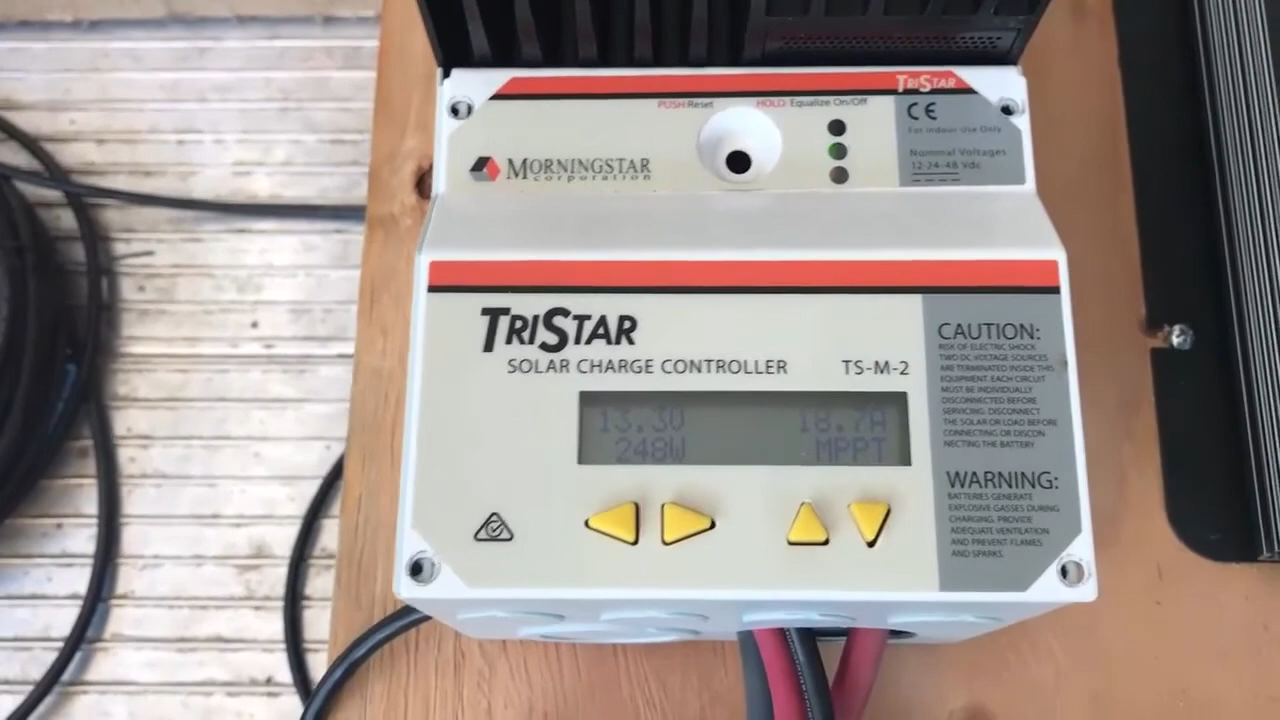 TRISTAR
PUSH:Reset HOLD: Equalize On/Off
CE
For Indoor Use Only
Nominal Voltages
12-24-48 Vdc
MORNINGSTAR
corporation
TRISTAR
SOLAR CHARGE CONTROLLER TS-M-2
13.3V 18.7A
248W MPPT
CAUTION:
RISK OF ELECTRIC SHOCK
TWO DC VOLTAGE SOURCES
ARE TERMINATED INSIDE THIS
EQUIPMENT. EACH CIRCUIT
MUST BE INDIVIDUALLY
DISCONNECTED BEFORE
SERVICING. DISCONNECT
THE SOLAR OR LOAD BEFORE
CONNECTING OR DISCON-
NECTING THE BATTERY
WARNING:
BATTERIES GENERATE
EXPLOSIVE GASSES DURING
CHARGING. PROVIDE
ADEQUATE VENTILATION
AND PREVENT FLAMES
AND SPARKS.